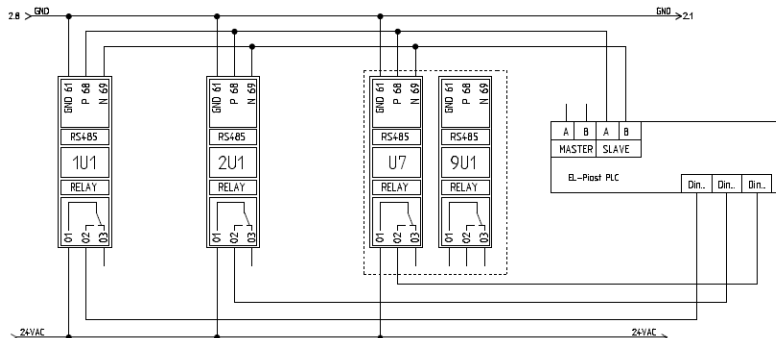 2.8 GND GND 2.1
GND 61 P 68 N 69 GND 61 P 68 N 69 GND 61 P 68 N 69 GND 61 P 68 N 69
A B A B
RS485 RS485 RS485 RS485 MASTER SLAVE
1U1 2U1 U7 9U1
EL-Piast PLC
RELAY RELAY RELAY RELAY Din.. Din.. Din..
01 02 03 01 02 03 01 02 03 01 02 03
24VAC 24VAC